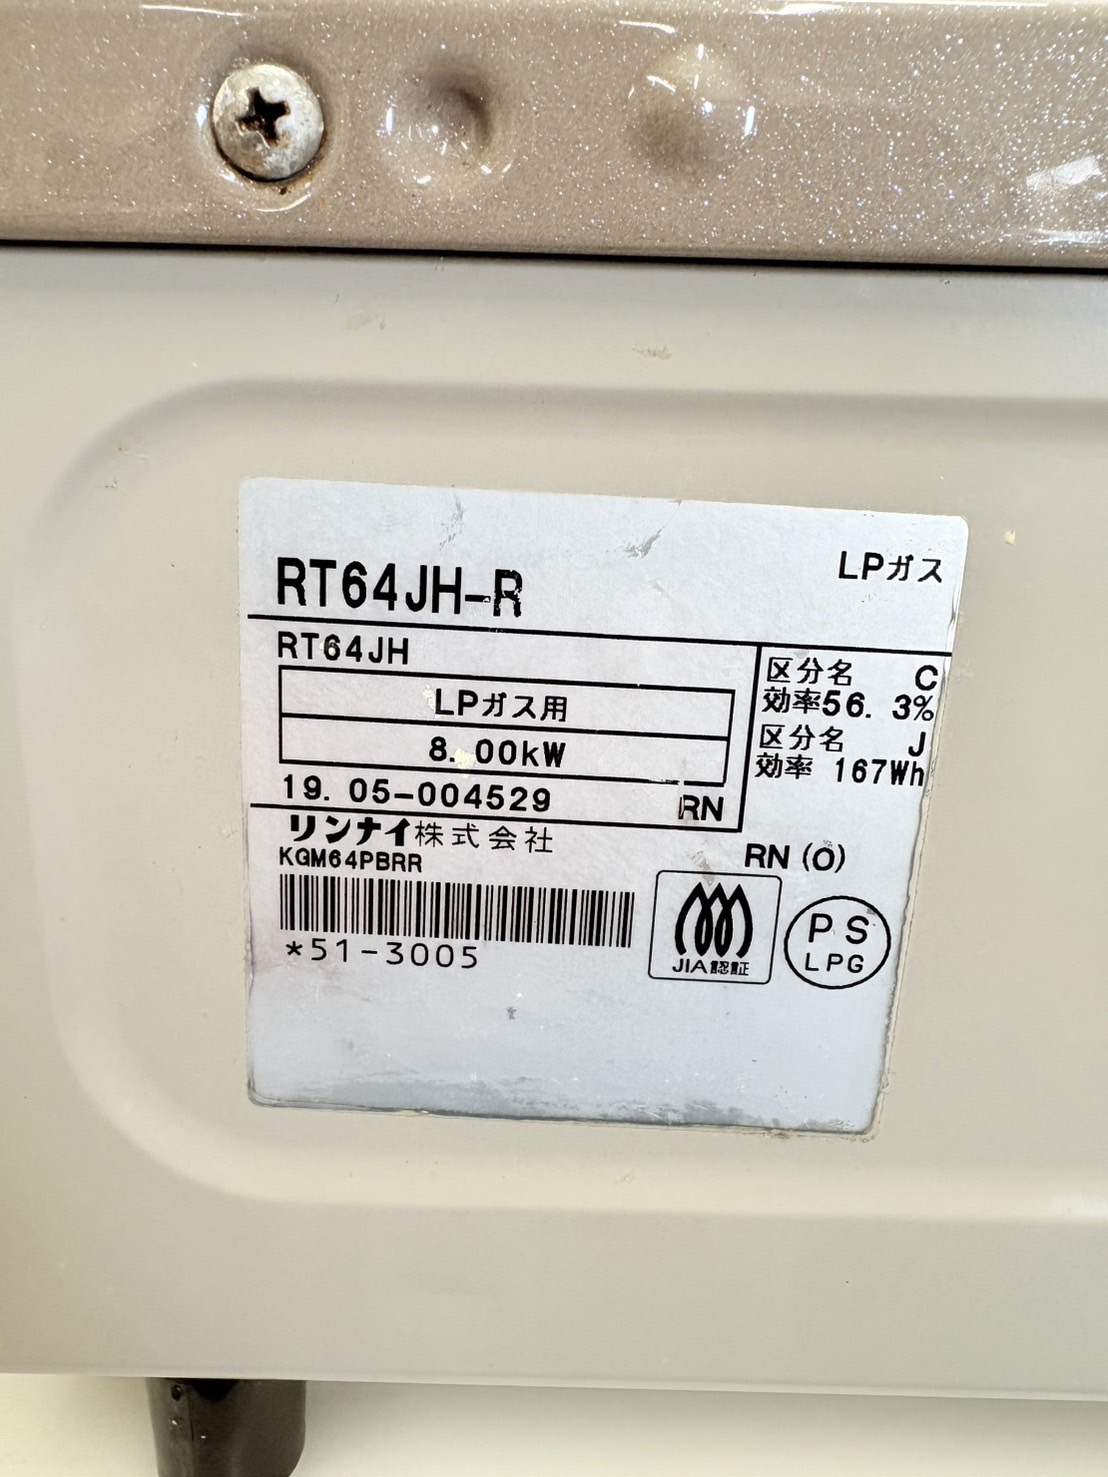 RT64JH-R
LPガス
RT64JH
LPガス用
8.00kW
19.05-004529 RN
区分名 C
効率56.3%
区分名 J
効率 167Wh
リンナイ株式会社
KGM64PBRR
RN(O)
*51-3005
JIA認証
PS
LPG